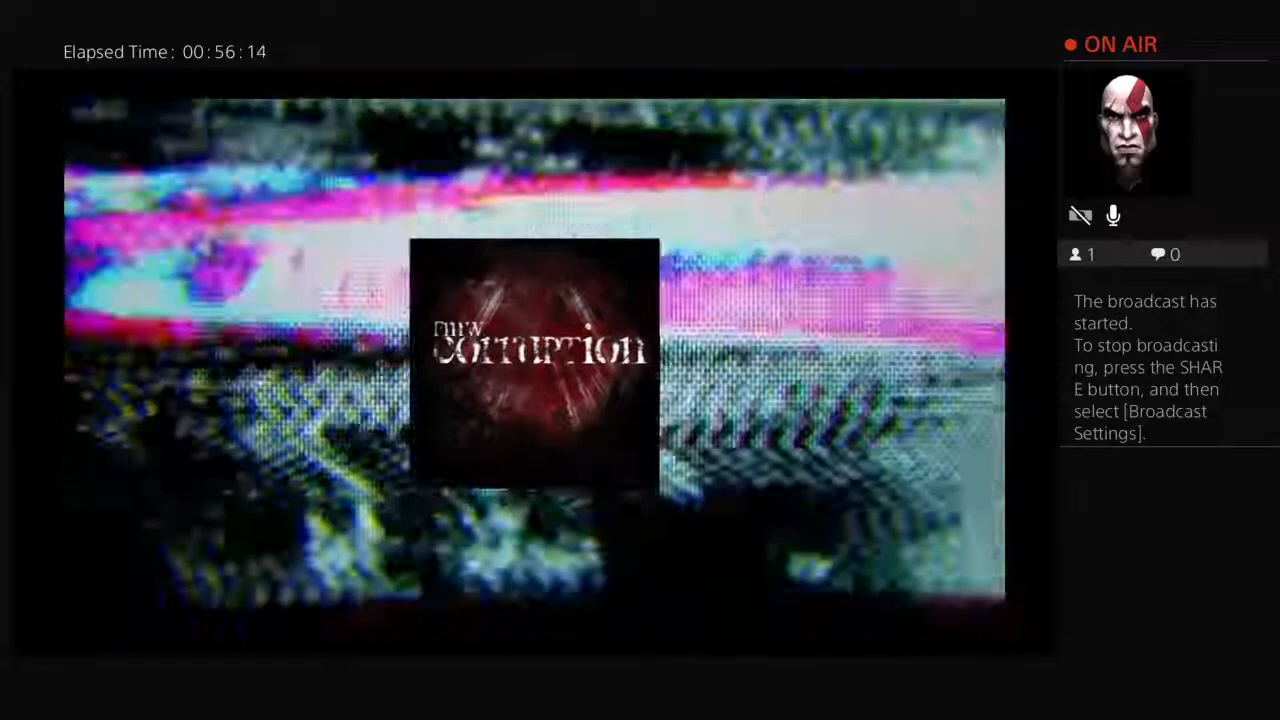 Elapsed Time: 00:56:14
ON AIR
rmrw
corruption
1
0
The broadcast has
started.
To stop broadcasti
ng, press the SHAR
E button, and then
select [Broadcast
Settings].